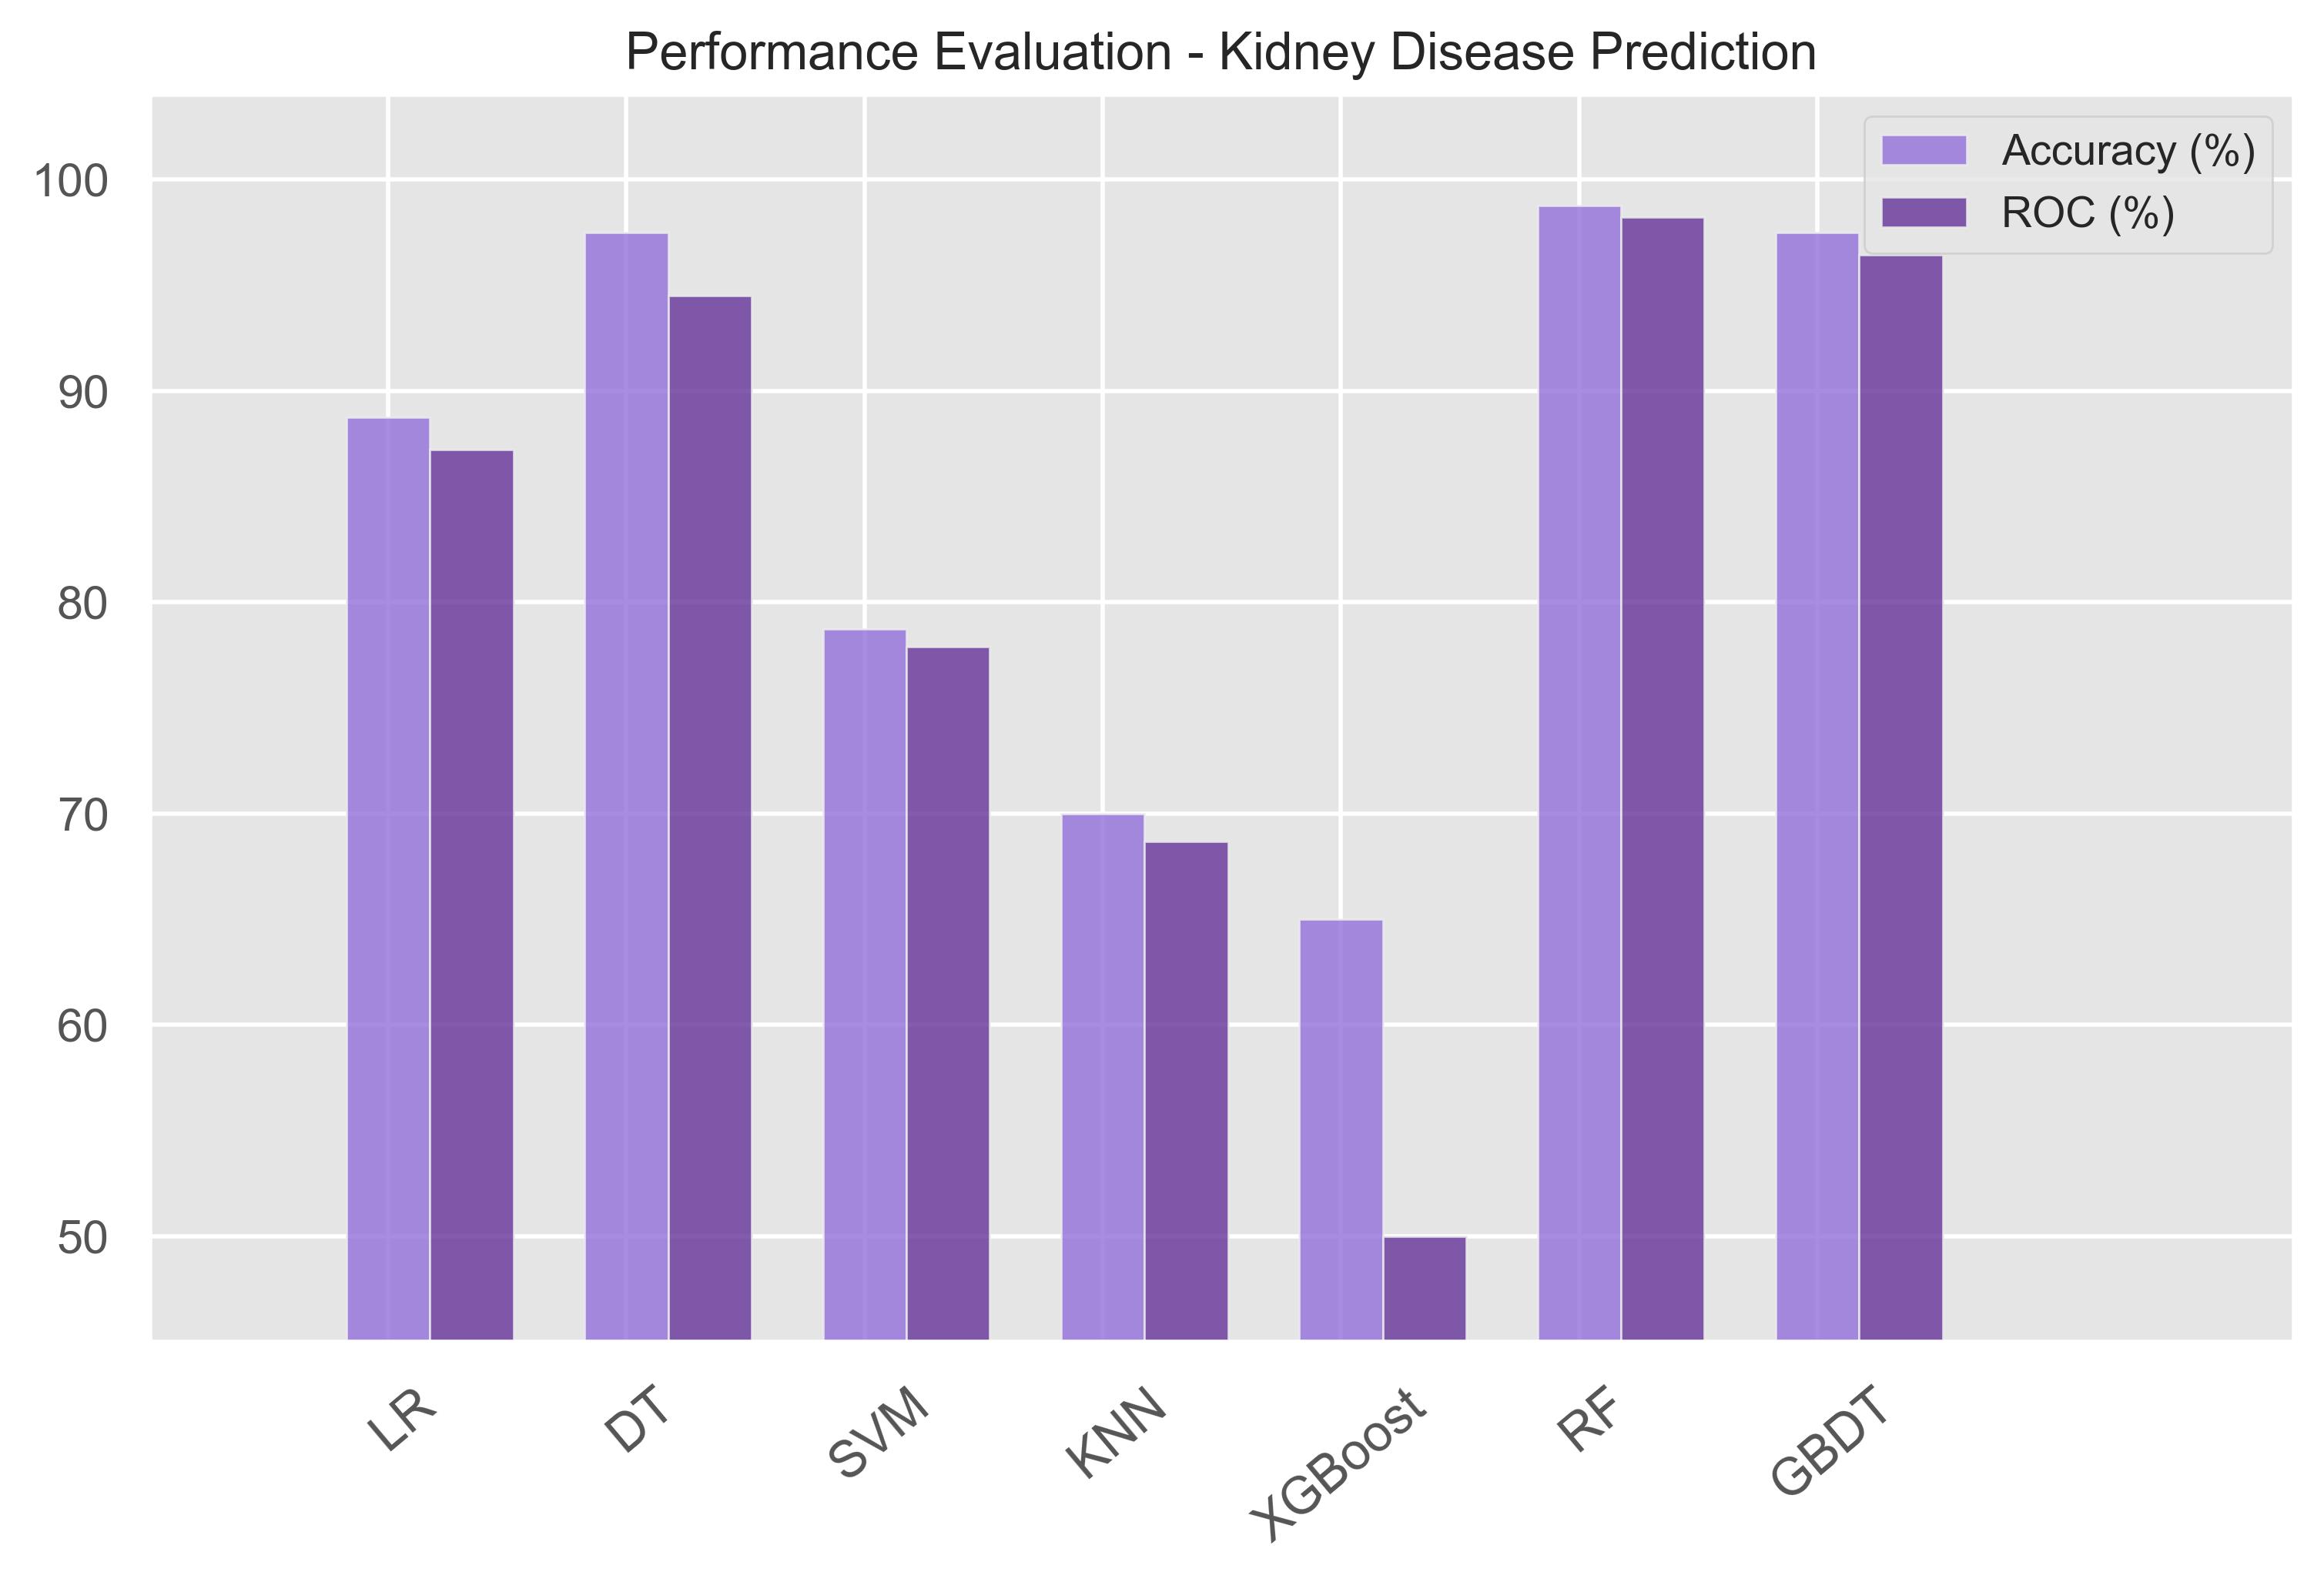 Performance Evaluation - Kidney Disease Prediction
Accuracy (%)
ROC (%)
100
90
80
70
60
50
LR
DT
SVM
KNN
XGBoost
RF
GBDT